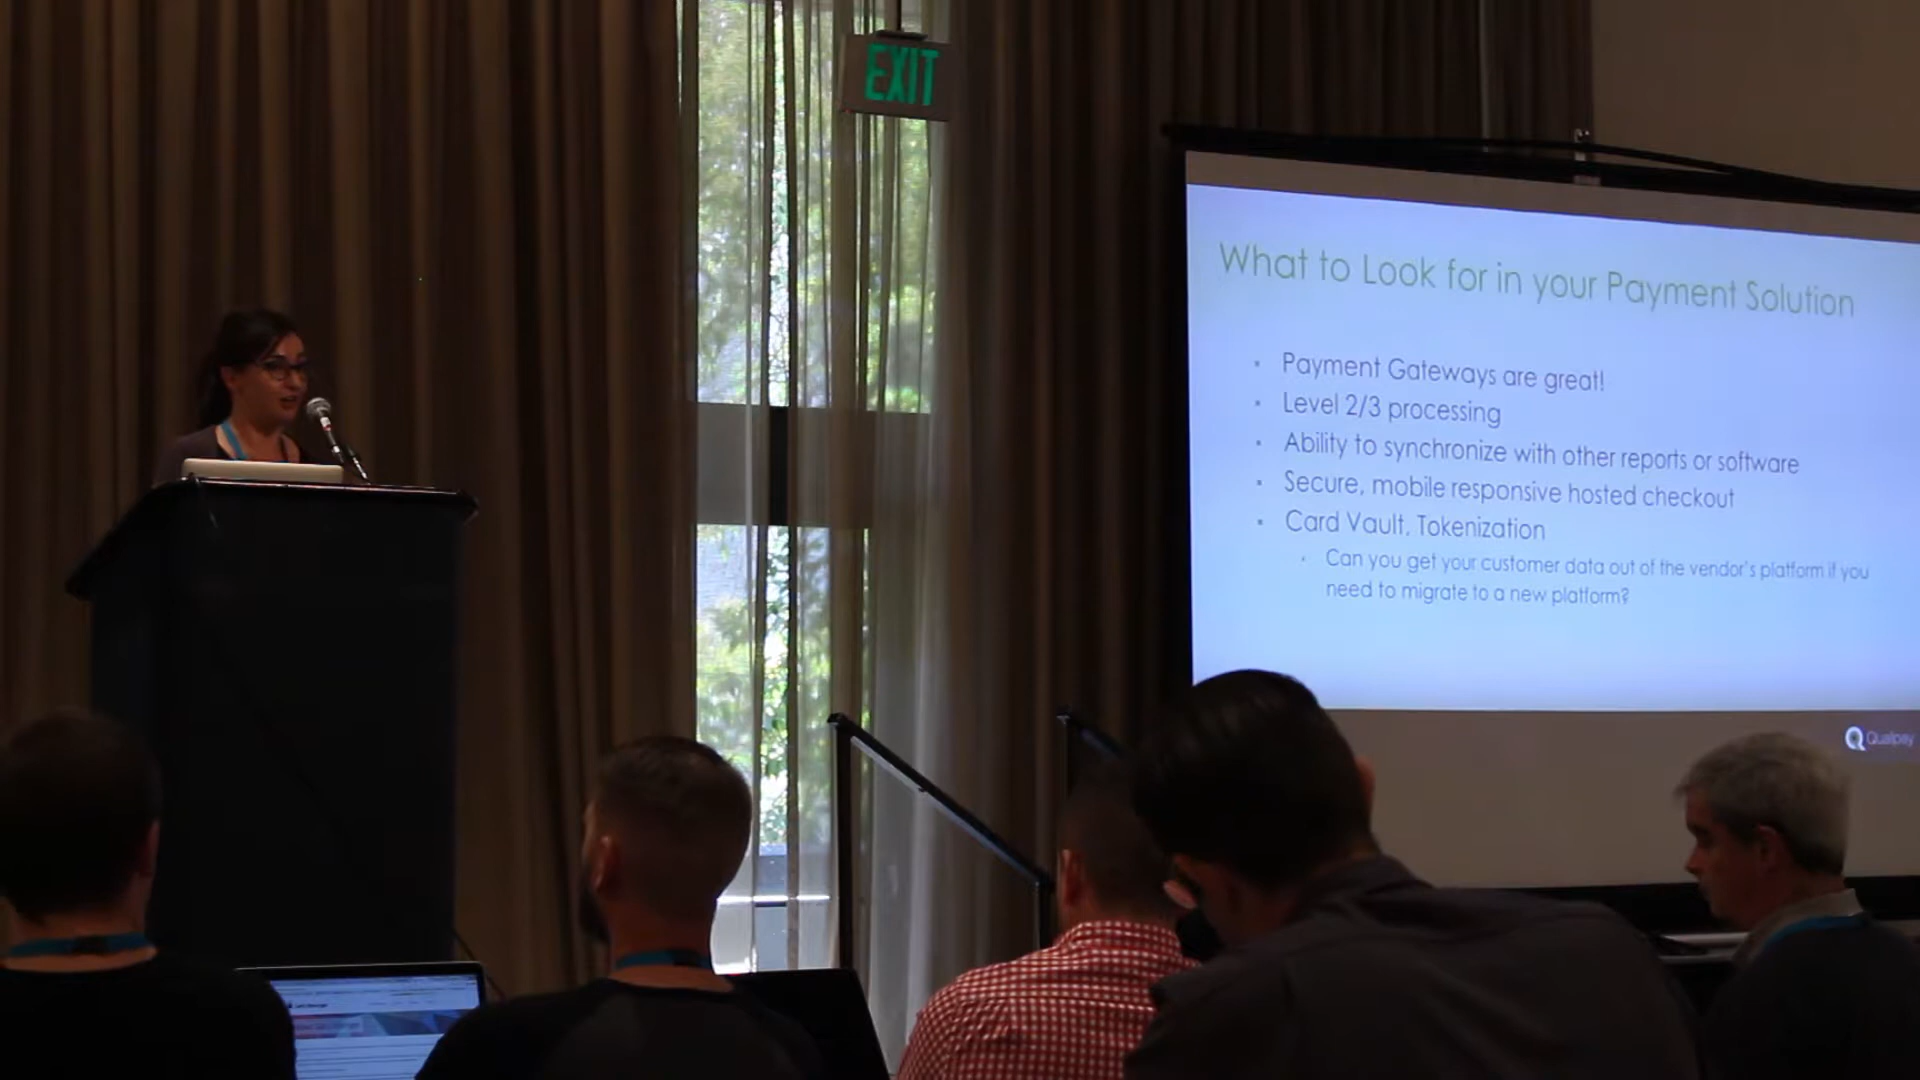 EXIT
What to Look for in your Payment Solution
Payment Gateways are great!
Level 2/3 processing
Ability to synchronize with other reports or software
Secure, mobile responsive hosted checkout
Card Vault, Tokenization
Can you get your customer data out of the vendor's platform if you
need to migrate to a new platform?
Qualpay